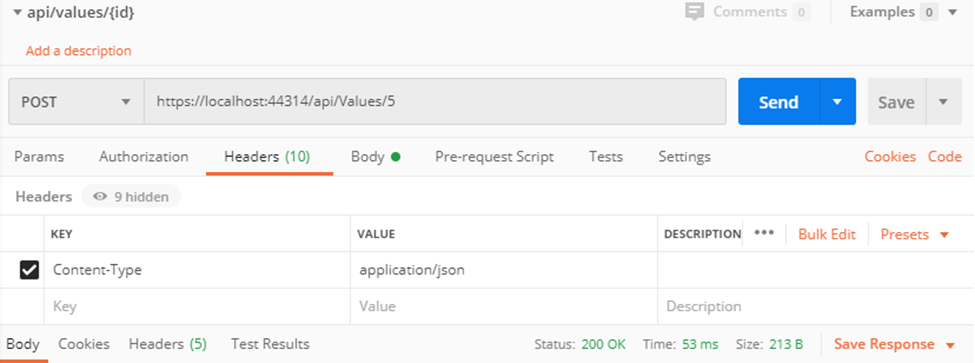 api/values/{id} Comments 0 Examples 0
Add a description
POST https://localhost:44314/api/Values/5 Send Save
Params Authorization Headers (10) Body Pre-request Script Tests Settings Cookies Code
Headers 9 hidden
KEY VALUE DESCRIPTION ••• Bulk Edit Presets
Content-Type application/json
Key Value Description
Body Cookies Headers (5) Test Results Status: 200 OK Time: 53 ms Size: 213 B Save Response